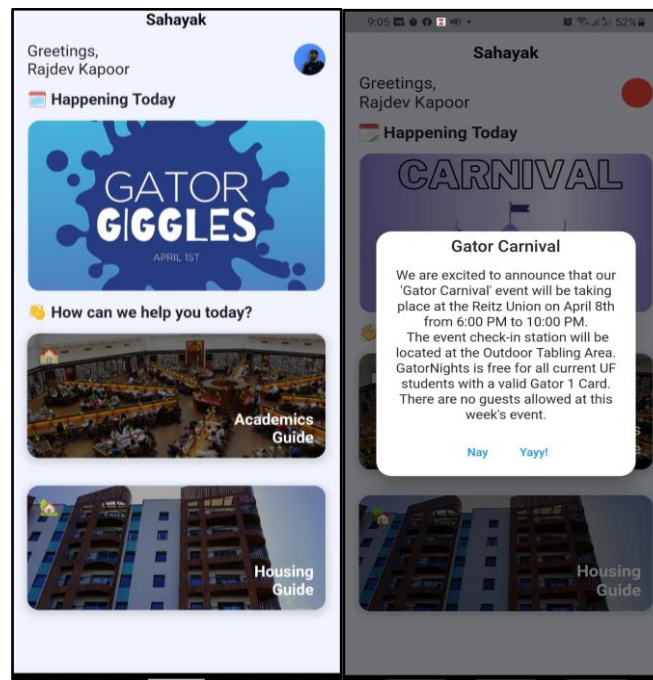 Sahayak
Greetings,
Rajdev Kapoor
Happening Today
GATOR
GIGGLES
APRIL 1ST
How can we help you today?
Academics
Guide
Housing
Guide
9:05
52%
Sahayak
Greetings,
Rajdev Kapoor
Happening Today
CARNIVAL
Gator Carnival
We are excited to announce that our
'Gator Carnival' event will be taking
place at the Reitz Union on April 8th
from 6:00 PM to 10:00 PM.
The event check-in station will be
located at the Outdoor Tabling Area.
GatorNights is free for all current UF
students with a valid Gator 1 Card.
There are no guests allowed at this
week's event.
Nay Yayy!
Housing
Guide